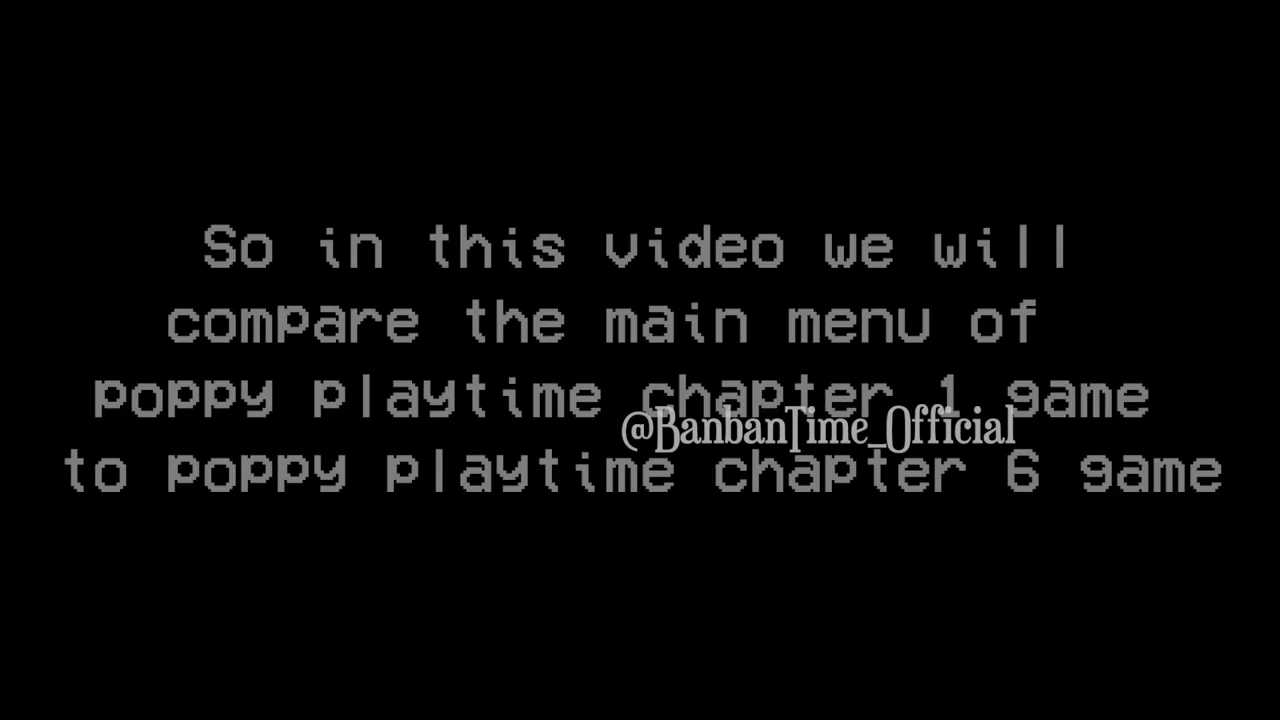 So in this video we will
compare the main menu of
poppy playtime chapter 1 game
@BanbanTime_Official
to poppy playtime chapter 6 game